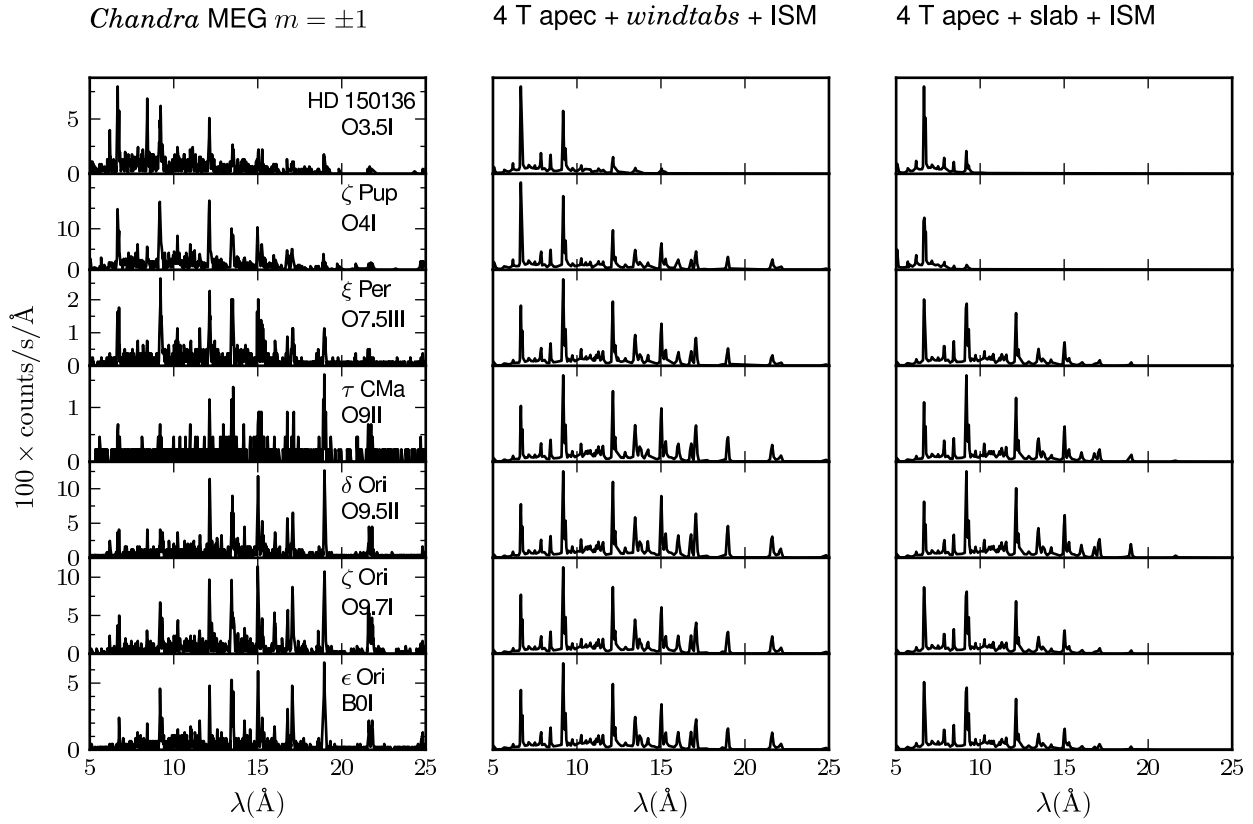 Chandra MEG m = ±1
4 T apec + windtabs + ISM
4 T apec + slab + ISM
100 × counts/s/Å
HD 150136
O3.5I
5
0
ζ Pup
O4I
10
0
ξ Per
O7.5III
2
1
0
τ CMa
O9II
1
0
δ Ori
O9.5II
10
5
0
ζ Ori
O9.7I
10
5
0
ϵ Ori
B0I
5
0
5 10 15 20 25
5 10 15 20 25
5 10 15 20 25
λ(Å)
λ(Å)
λ(Å)